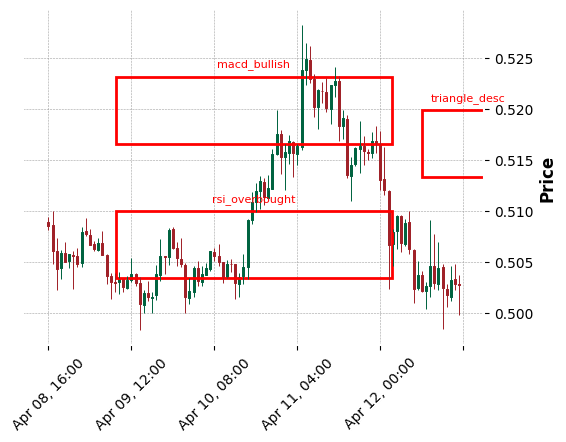 macd_bullish
triangle_desc
rsi_overbought
0.525
0.520
0.515
0.510
0.505
0.500
Price
Apr 08, 16:00
Apr 09, 12:00
Apr 10, 08:00
Apr 11, 04:00
Apr 12, 00:00